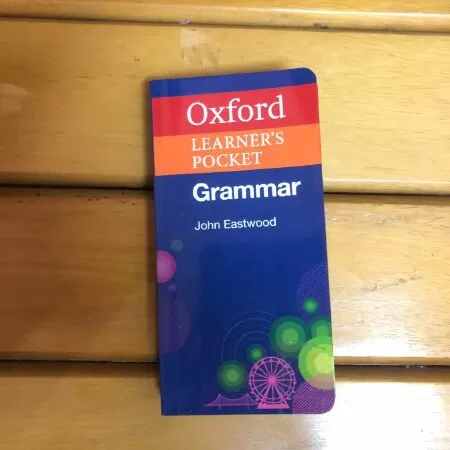 Oxford
LEARNER'S
POCKET
Grammar
John Eastwood